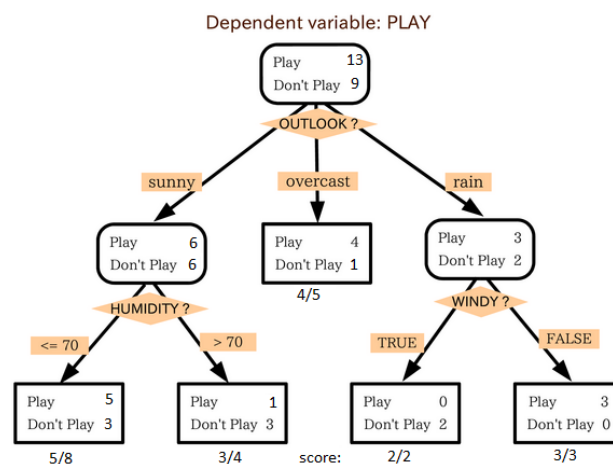 Dependent variable: PLAY
Play 13
Don't Play 9
OUTLOOK ?
sunny
overcast
rain
Play 6
Don't Play 6
Play 4
Don't Play 1
Play 3
Don't Play 2
4/5
HUMIDITY ?
WINDY ?
<= 70
> 70
TRUE
FALSE
Play 5
Don't Play 3
Play 1
Don't Play 3
Play 0
Don't Play 2
Play 3
Don't Play 0
5/8
3/4
score:
2/2
3/3